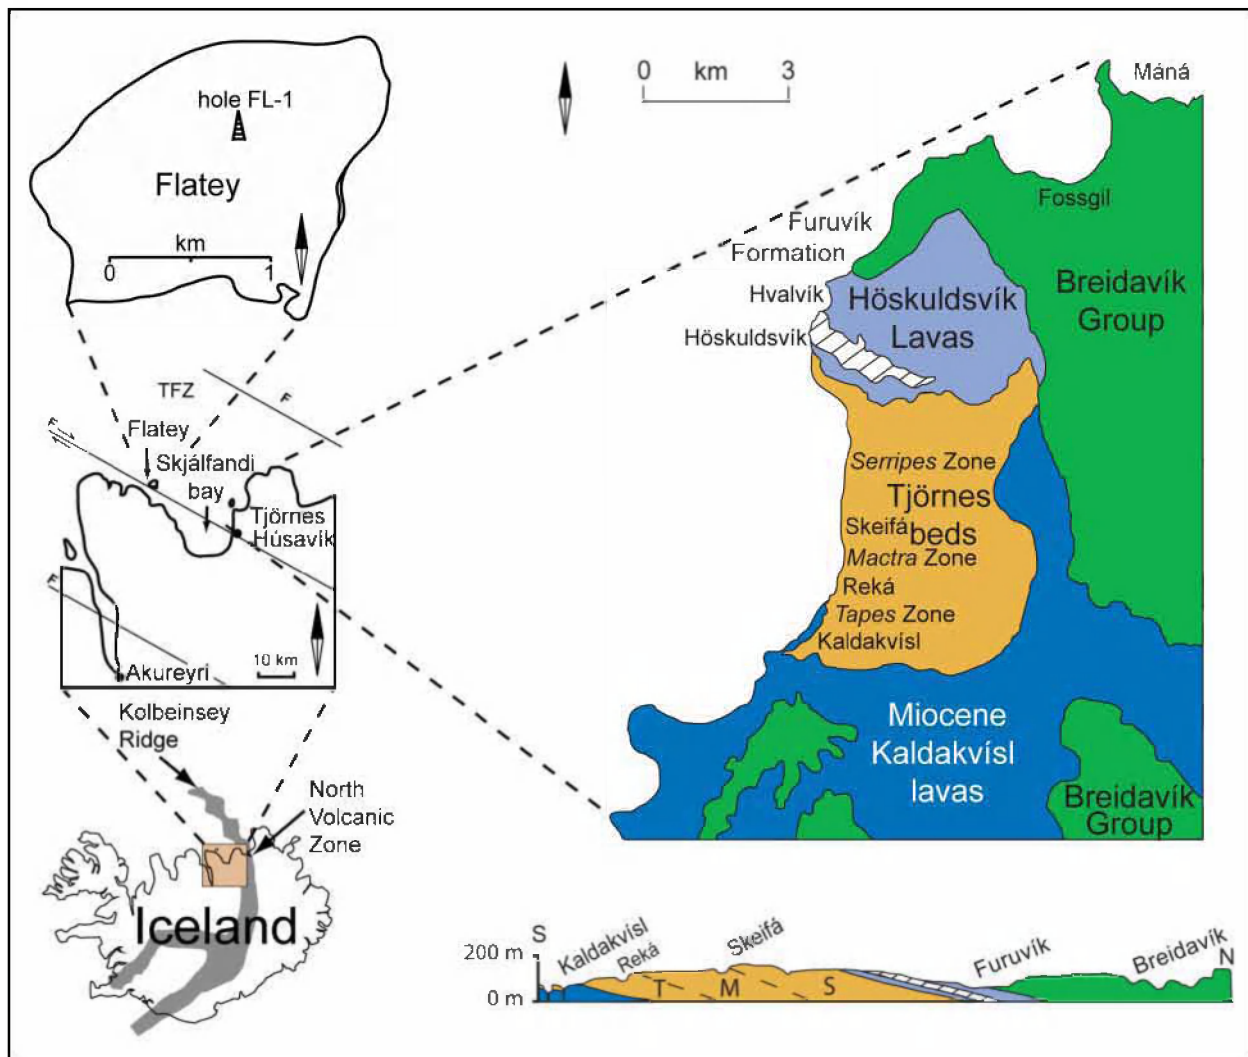 hole FL-1
Flatey
km
0 1
0 km 3
Máná
Fossgil
Furuvík
Formation
Hvalvík
Höskuldsvík
Höskuldsvík
Lavas
Breidavík
Group
Serripes Zone
Tjörnes
beds
Skeifá
Mactra Zone
Reká
Tapes Zone
Kaldakvísl
Miocene
Kaldakvísl
lavas
Breidavík
Group
TFZ
F
F
Flatey
Skjálfandi
bay
Tjörnes
Húsavík
F
10 km
Akureyri
Kolbeinsey
Ridge
North
Volcanic
Zone
Iceland
S
200 m
0 m
Kaldakvísl
Reká
Skeifá
Furuvík
Breidavík
N
T M S